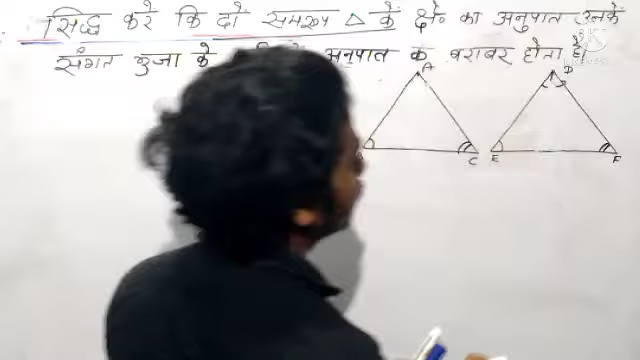 सिद्ध करे कि दो समरूप △ के क्षे० का अनुपात उनके
संगत भुजा के अनुपात के बराबर होता है।
A
D
C
E
F